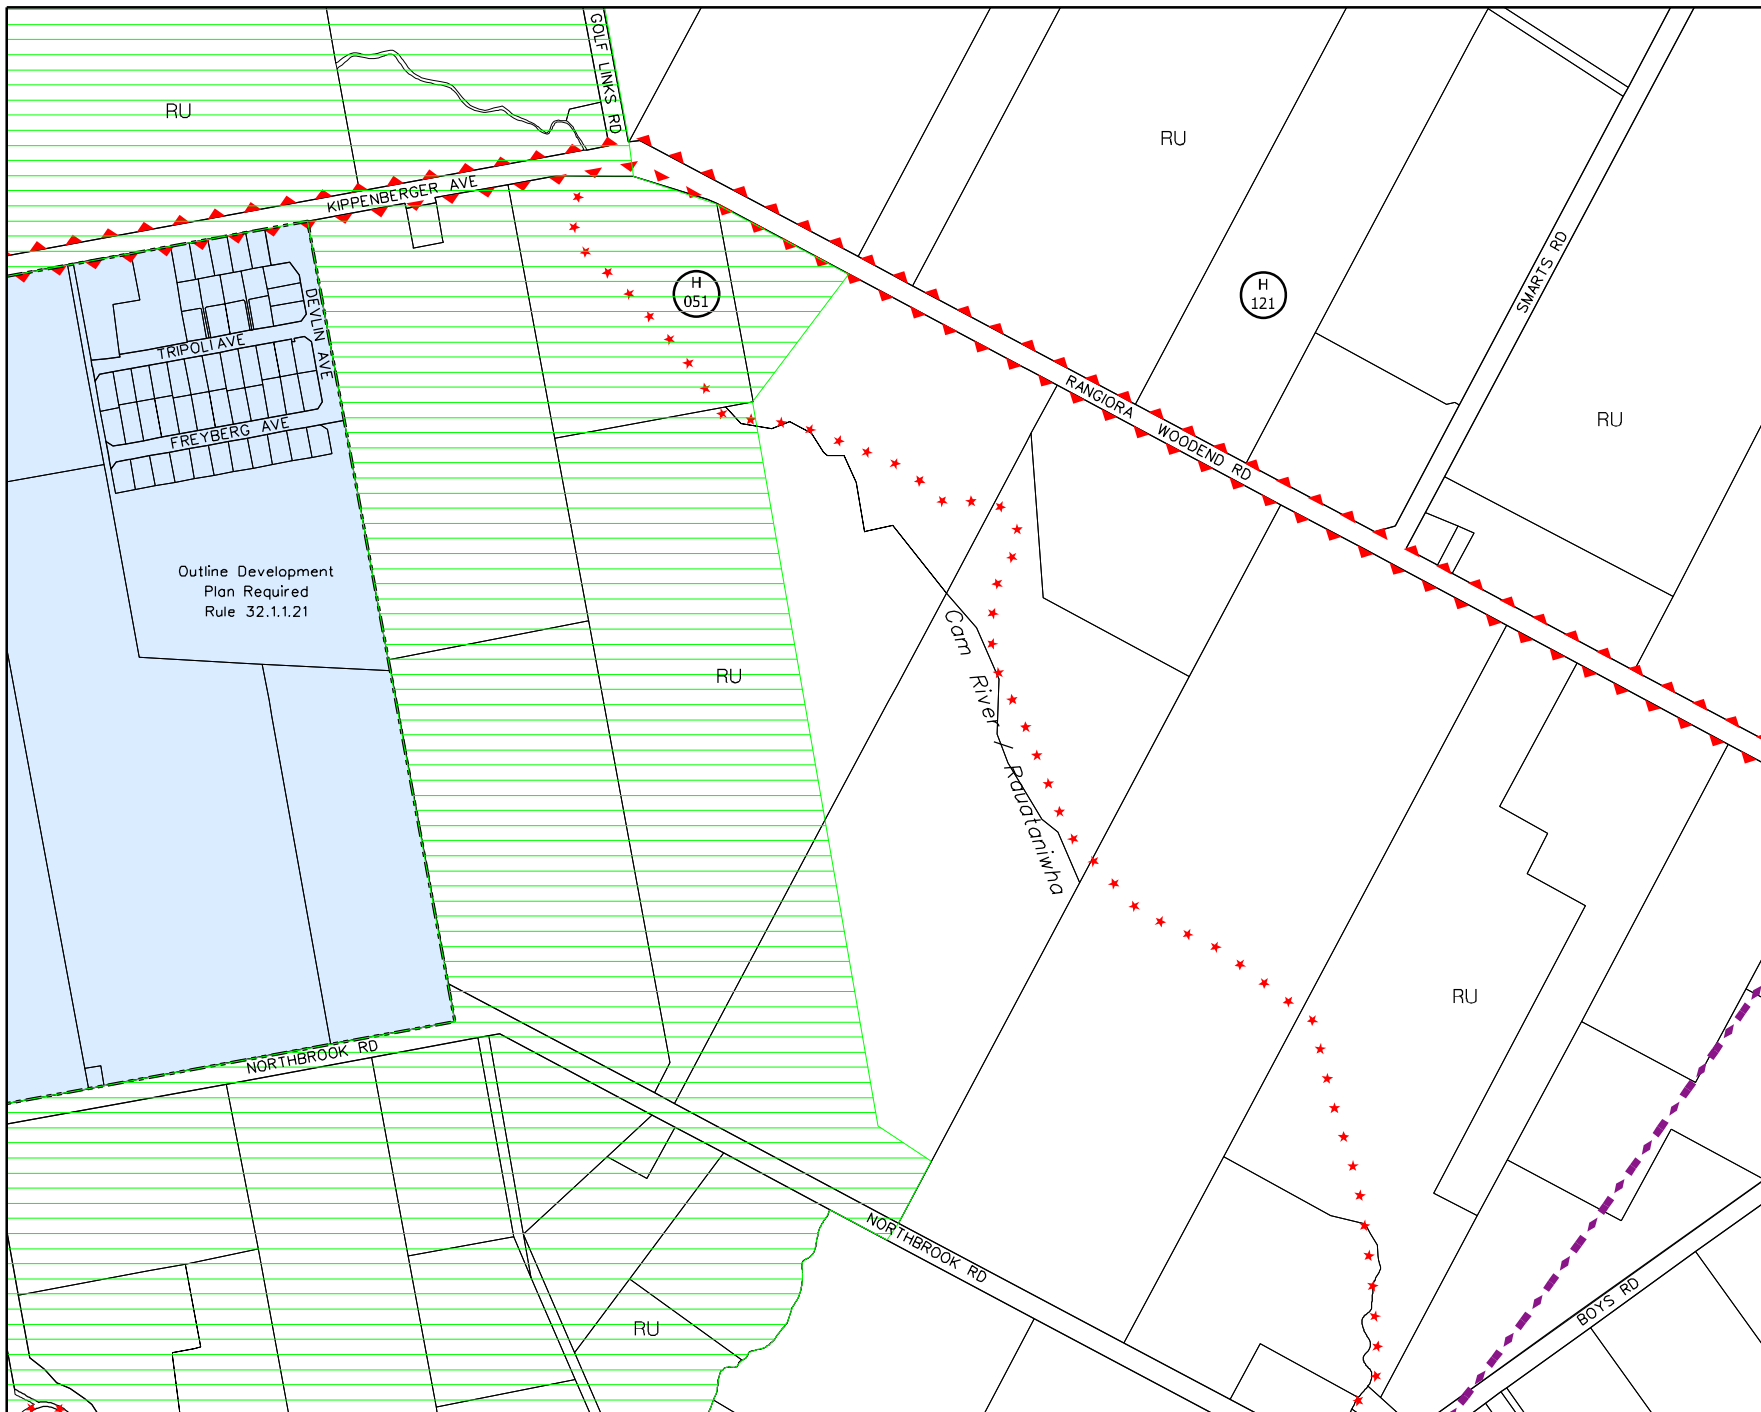 GOLF LINKS RD
RU
RU
KIPPENBERGER AVE
SMARTS RD
H
051
H
121
DEVLIN AVE
TRIPOLI AVE
RANGIORA WOODEND RD
RU
FREYBERG AVE
Outline Development
Plan Required
Rule 32.1.1.21
Cam River / Rauataniwha
RU
RU
NORTHBROOK RD
NORTHBROOK RD
BOYS RD
RU